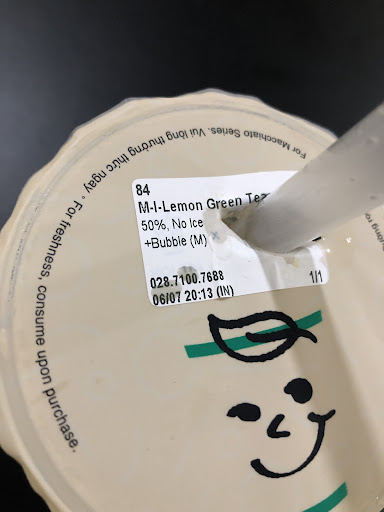 84
M-I-Lemon Green Tea
50%, No Ice
+Bubble (M)
028.7100.7688
06/07 20:13 (IN)
1/1
Vui lòng thưởng thức ngay * For freshness, consume upon purchase.
For Macchiato Series.